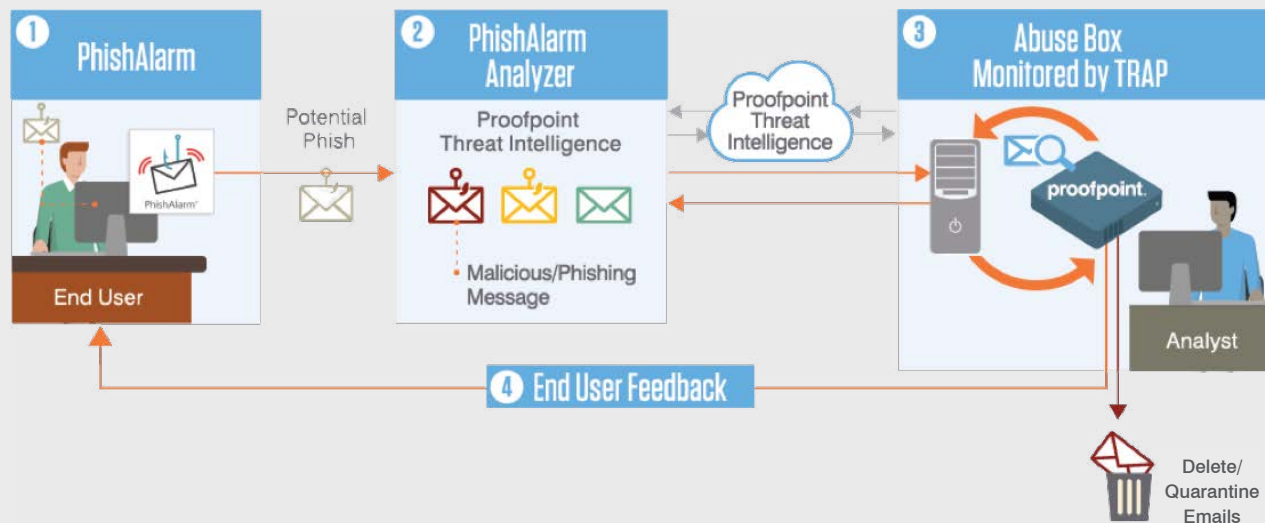 1
PhishAlarm
PhishAlarm®
End User
Potential
Phish
2
PhishAlarm
Analyzer
Proofpoint
Threat Intelligence
Malicious/Phishing
Message
Proofpoint
Threat
Intelligence
3
Abuse Box
Monitored by TRAP
proofpoint.
Analyst
4 End User Feedback
Delete/
Quarantine
Emails